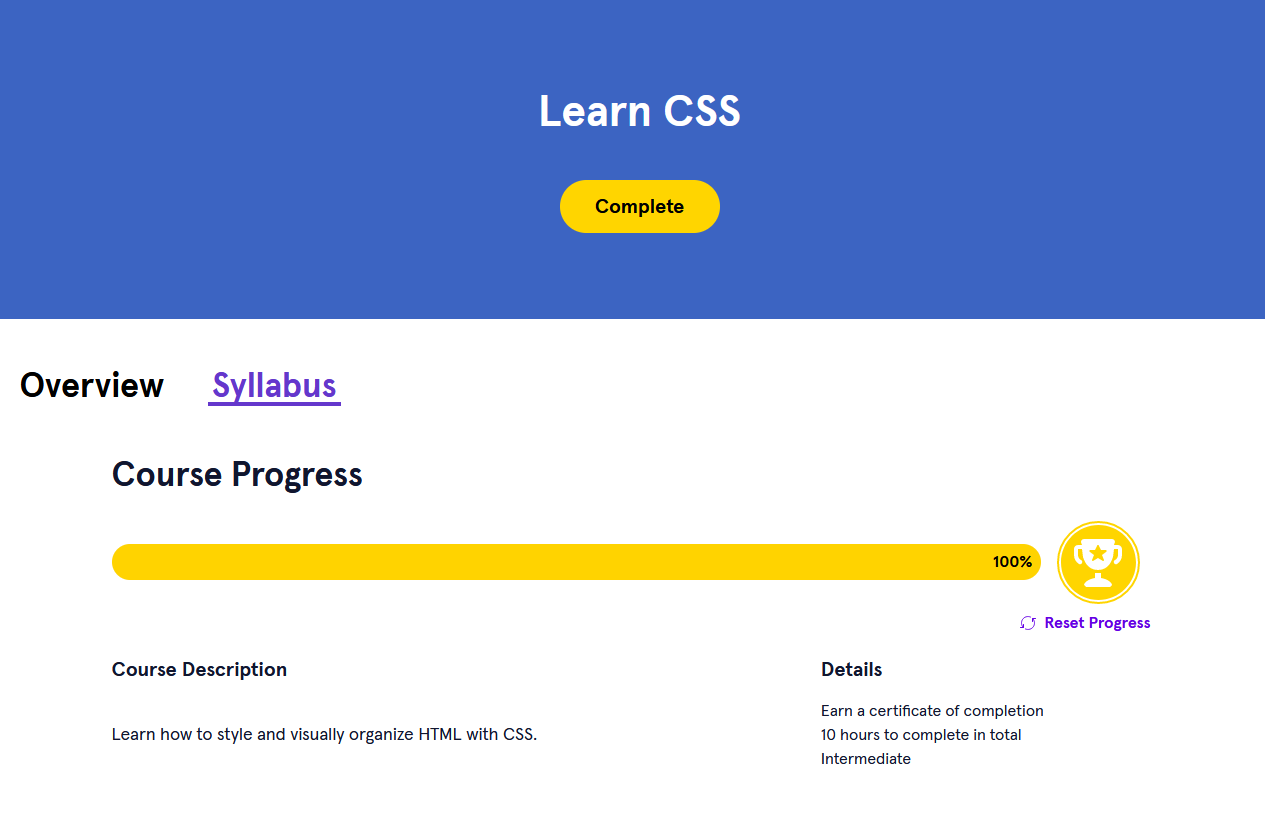 Learn CSS
Complete
Overview Syllabus
Course Progress
100%
Reset Progress
Course Description
Learn how to style and visually organize HTML with CSS.
Details
Earn a certificate of completion
10 hours to complete in total
Intermediate